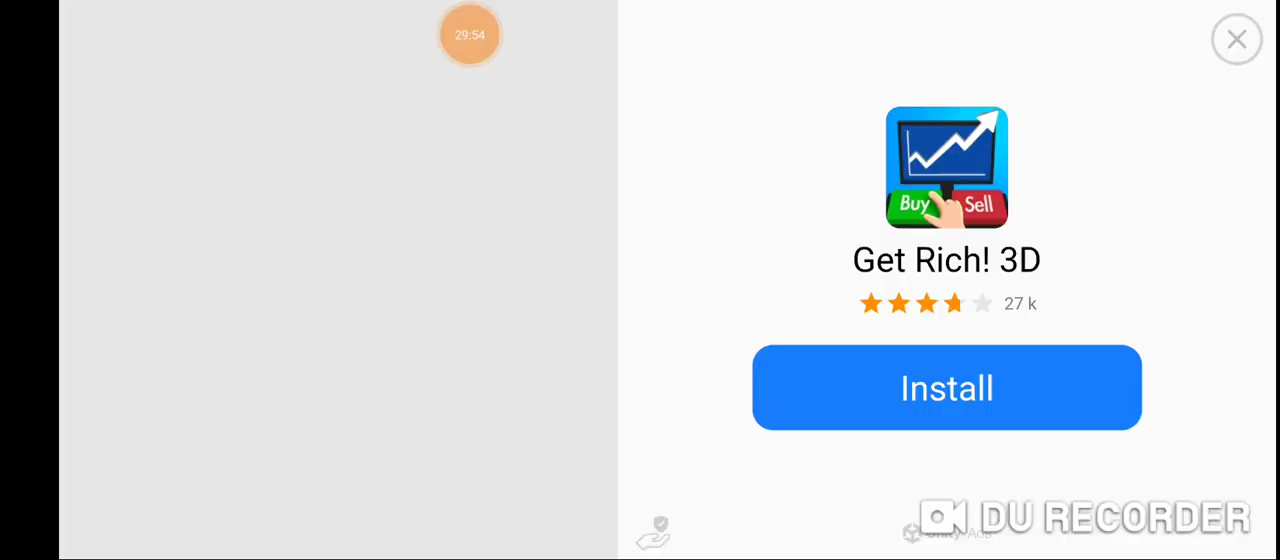 29:54
Buy Sell
Get Rich! 3D
27 k
Install
DU RECORDER